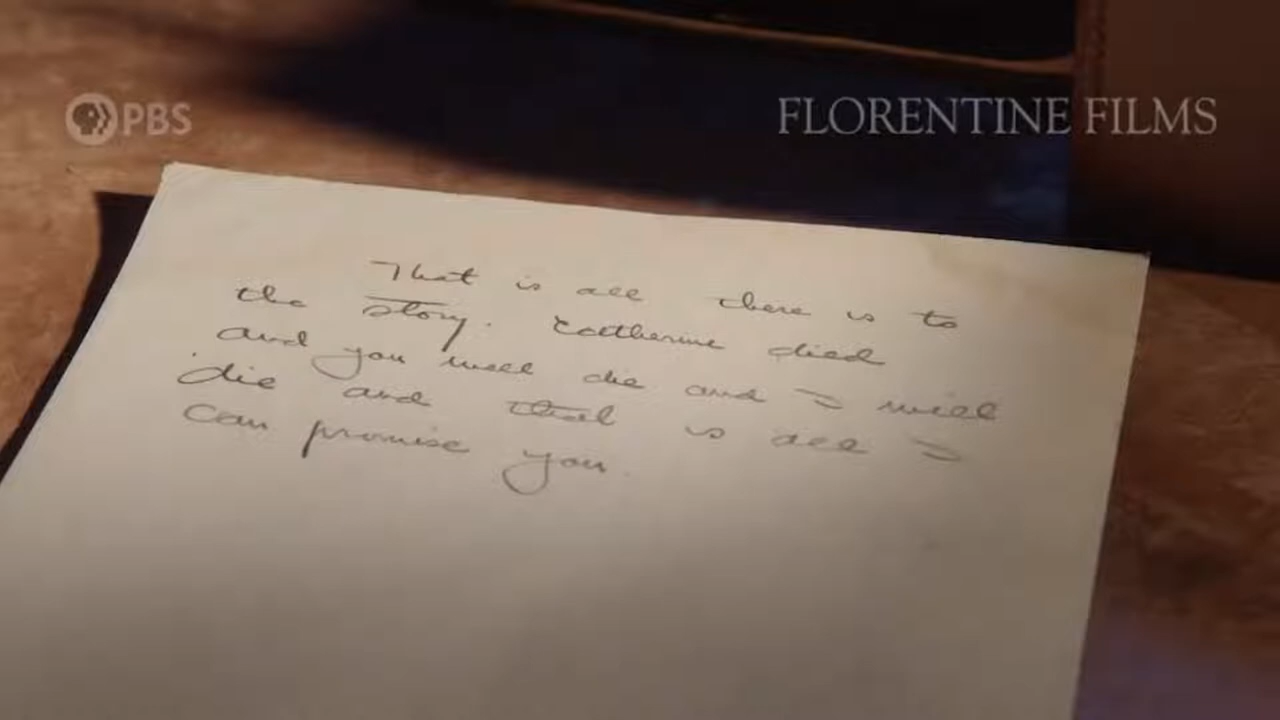 PBS
FLORENTINE FILMS
That is all there is to
the story. Catherine died
and you will die and I will
die and that is all I
can promise you.